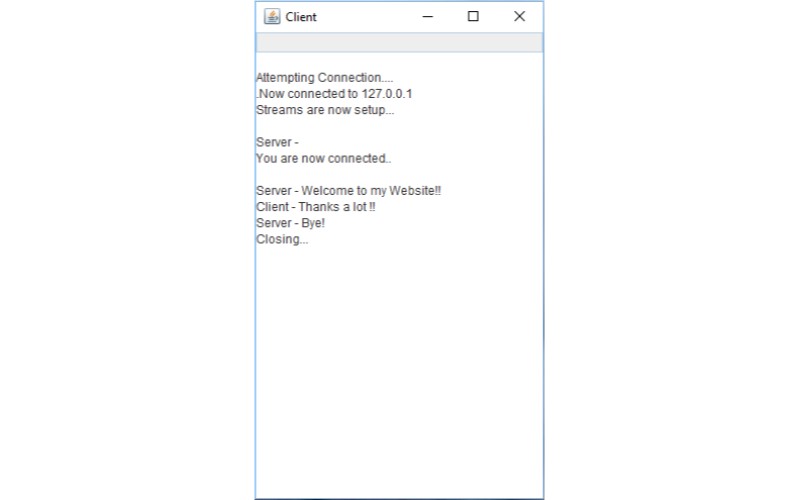 Client
Attempting Connection....
.Now connected to 127.0.0.1
Streams are now setup...
Server -
You are now connected..
Server - Welcome to my Website!!
Client - Thanks a lot !!
Server - Bye!
Closing...